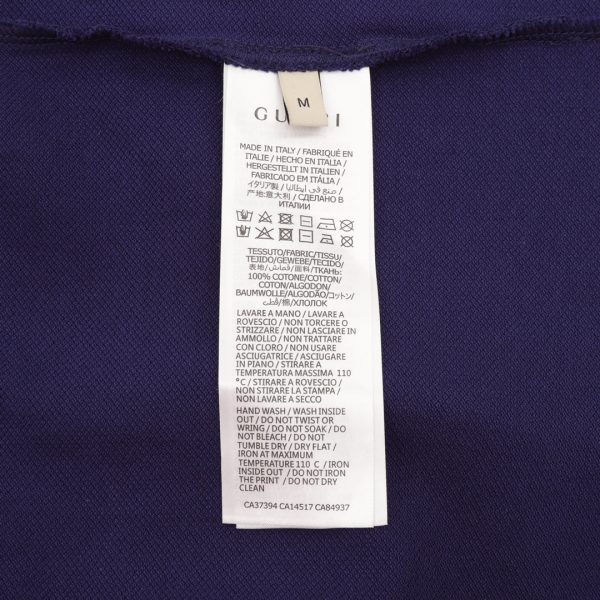 M
GUCCI
MADE IN ITALY / FABRIQUÉ EN
ITALIE / HECHO EN ITALIA /
HERGESTELLT IN ITALIEN /
FABRICADO EM ITÁLIA /
イタリア製 / صنع في ايطاليا /
产地:意大利 / СДЕЛАНО В
ИТАЛИИ
TESSUTO/FABRIC/TISSU/
TEJIDO/GEWEBE/TECIDO/
表地/قماش/面料/ТКАНЬ:
100% COTONE/COTTON/
COTON/ALGODON/
BAUMWOLLE/ALGODÃO/コットン/
قطن/棉/ХЛОПОК
LAVARE A MANO / LAVARE A
ROVESCIO / NON TORCERE O
STRIZZARE / NON LASCIARE IN
AMMOLLO / NON TRATTARE
CON CLORO / NON USARE
ASCIUGATRICE / ASCIUGARE
IN PIANO / STIRARE A
TEMPERATURA MASSIMA 110
°C / STIRARE A ROVESCIO /
NON STIRARE LA STAMPA /
NON LAVARE A SECCO
HAND WASH / WASH INSIDE
OUT / DO NOT TWIST OR
WRING / DO NOT SOAK / DO
NOT BLEACH / DO NOT
TUMBLE DRY / DRY FLAT /
IRON AT MAXIMUM
TEMPERATURE 110 C / IRON
INSIDE OUT / DO NOT IRON
THE PRINT / DO NOT DRY
CLEAN
CA37394 CA14517 CA84937